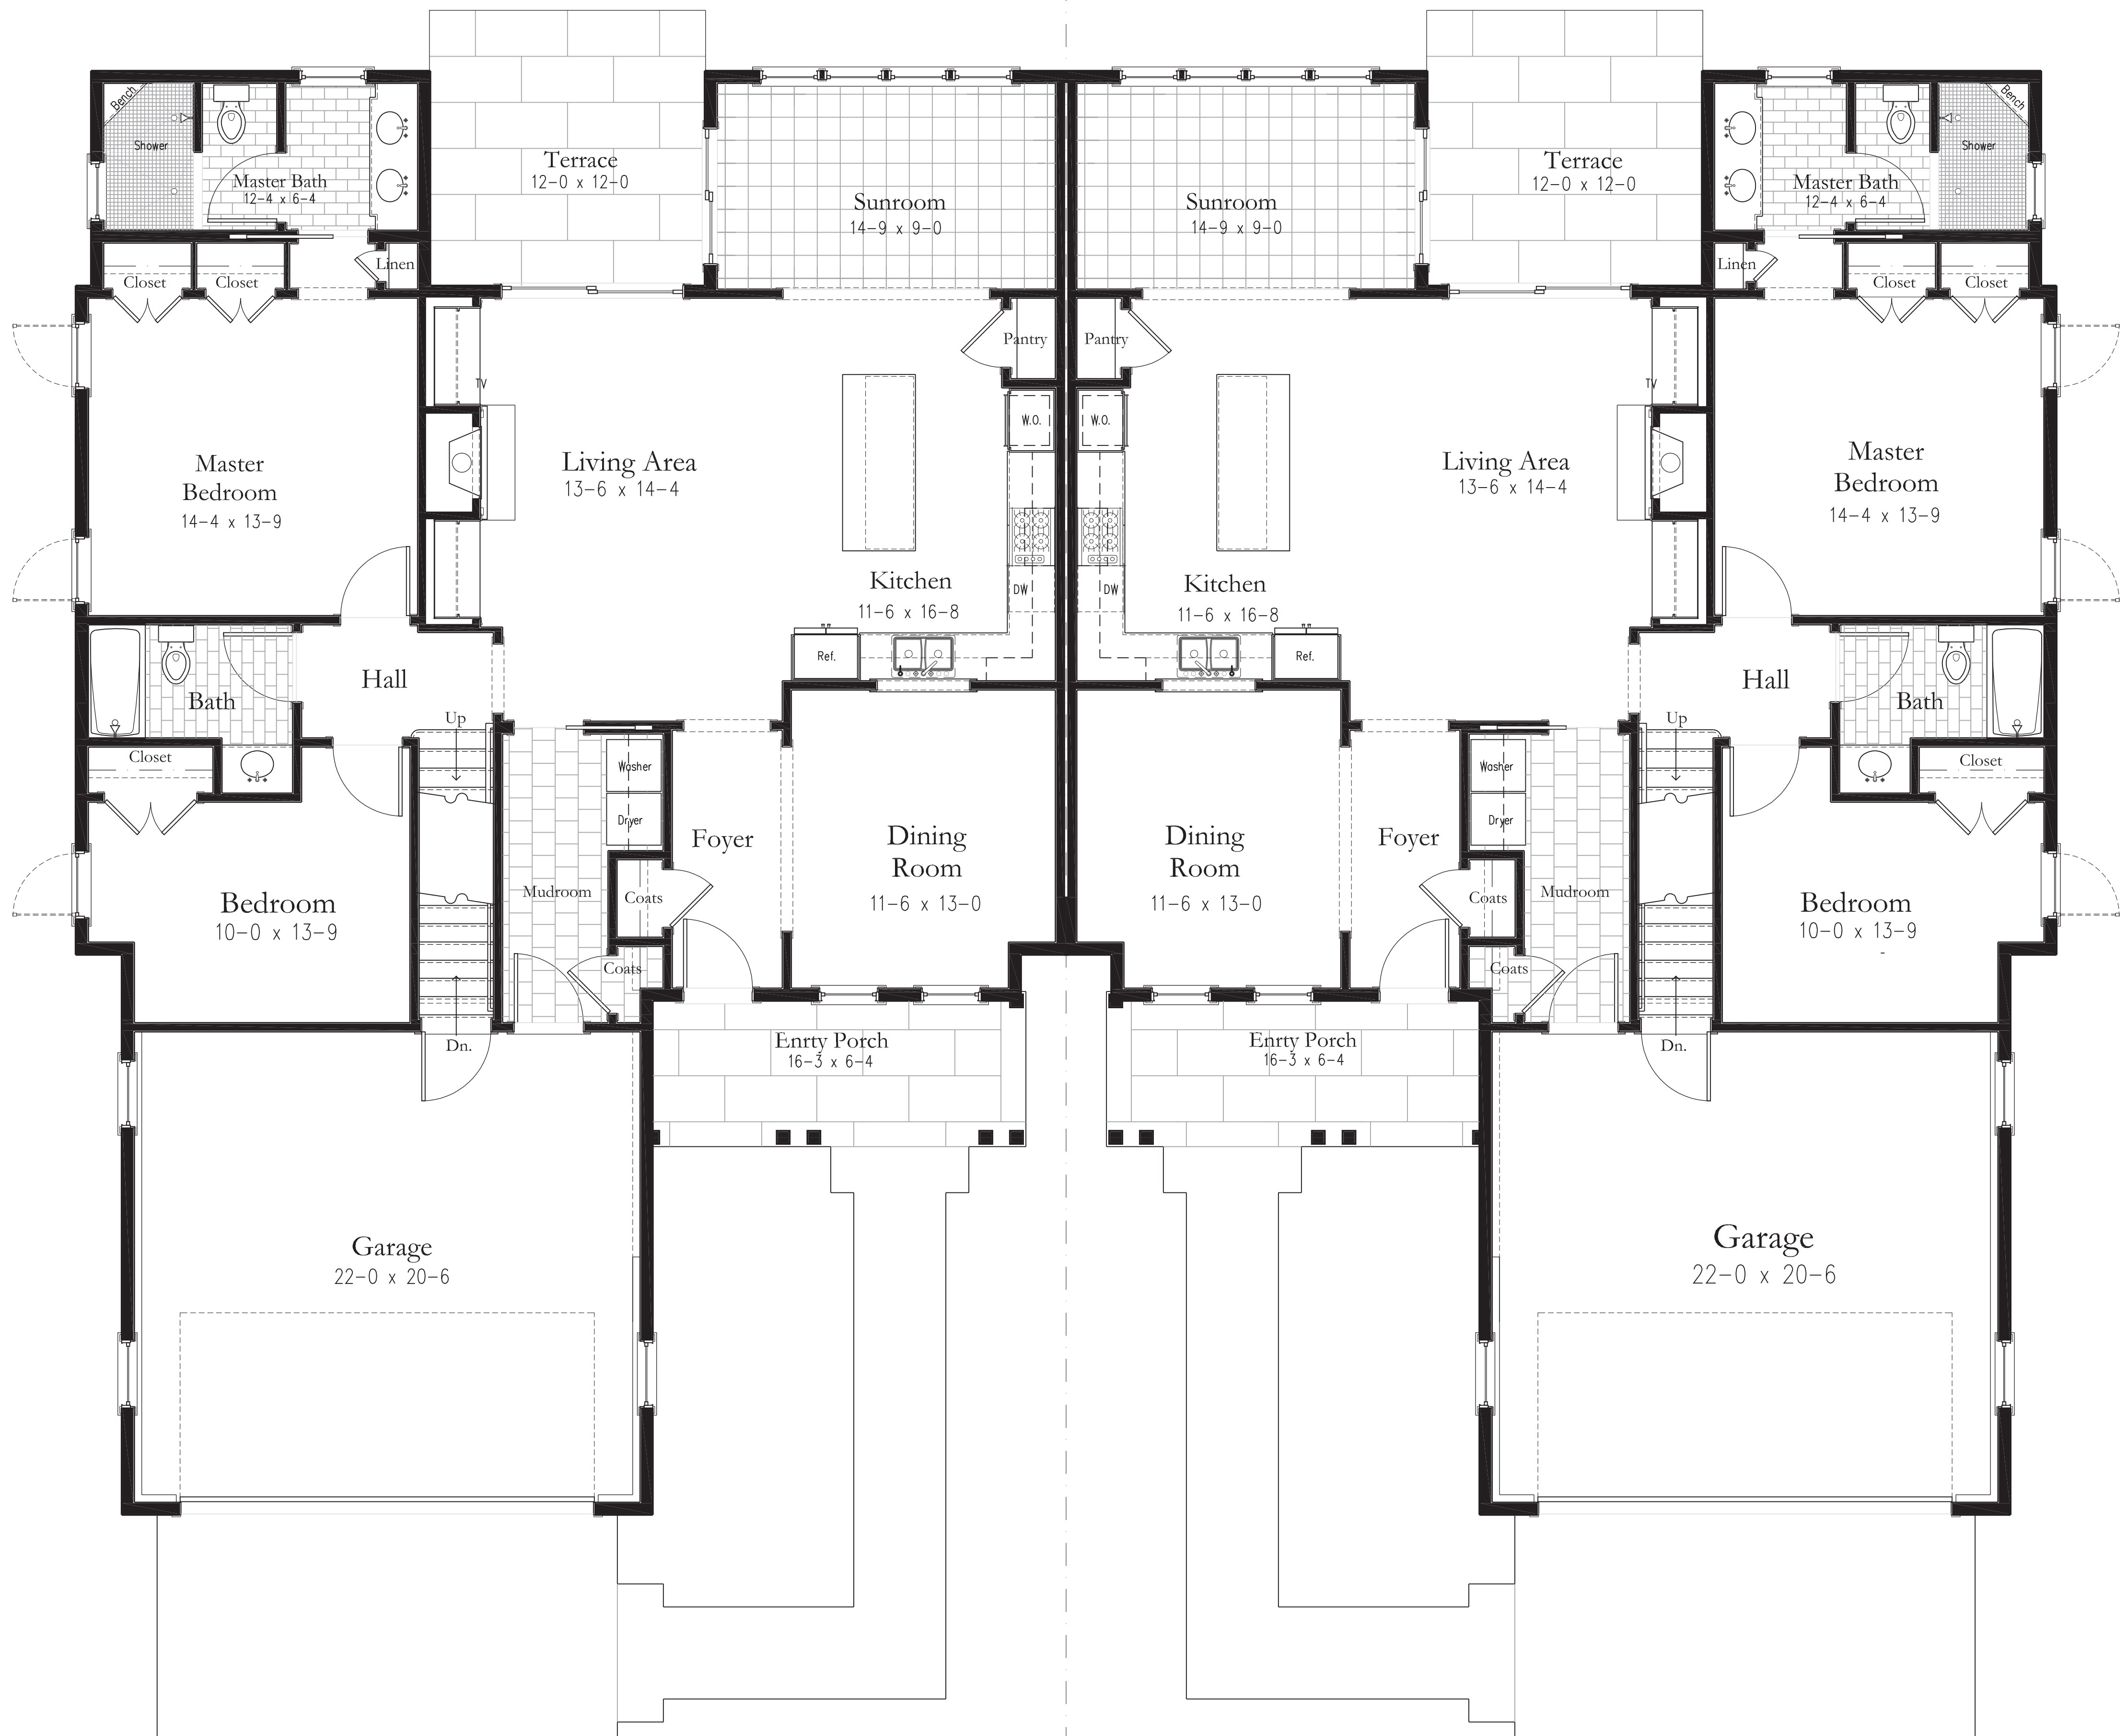 Bench
Shower
Master Bath
12-4 x 6-4
Terrace
12-0 x 12-0
Sunroom
14-9 x 9-0
Sunroom
14-9 x 9-0
Terrace
12-0 x 12-0
Master Bath
12-4 x 6-4
Bench
Shower
Closet
Closet
Linen
Linen
Closet
Closet
Pantry
Pantry
TV
TV
W.O.
W.O.
Master
Bedroom
14-4 x 13-9
Living Area
13-6 x 14-4
Living Area
13-6 x 14-4
Master
Bedroom
14-4 x 13-9
Kitchen
11-6 x 16-8
DW
DW
Kitchen
11-6 x 16-8
Ref.
Ref.
Bath
Hall
Hall
Bath
Up
Up
Closet
Closet
Washer
Dryer
Washer
Dryer
Foyer
Dining
Room
11-6 x 13-0
Dining
Room
11-6 x 13-0
Foyer
Bedroom
10-0 x 13-9
Mudroom
Coats
Coats
Coats
Coats
Mudroom
Bedroom
10-0 x 13-9
-
Dn.
Enrty Porch
16-3 x 6-4
Enrty Porch
16-3 x 6-4
Dn.
Garage
22-0 x 20-6
Garage
22-0 x 20-6